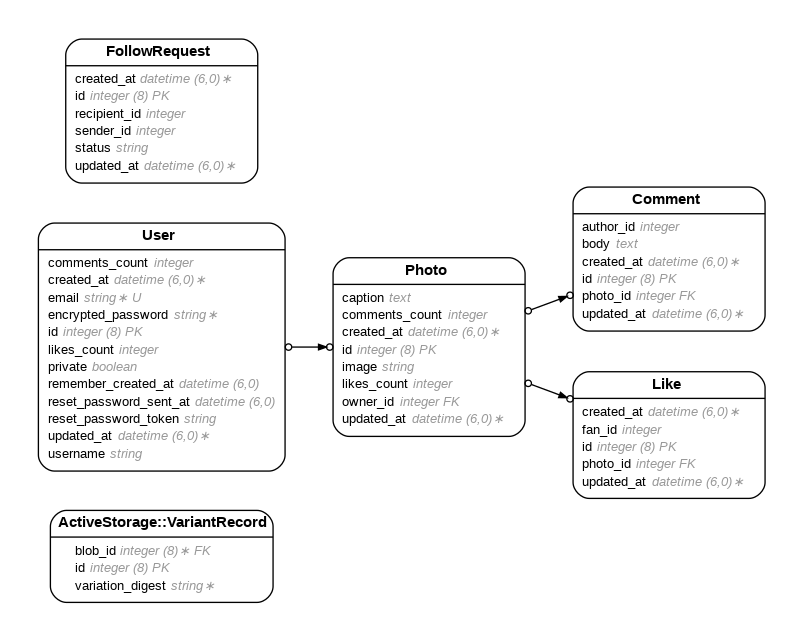 FollowRequest
created_at datetime (6,0)∗
id integer (8) PK
recipient_id integer
sender_id integer
status string
updated_at datetime (6,0)∗
User
comments_count integer
created_at datetime (6,0)∗
email string∗ U
encrypted_password string∗
id integer (8) PK
likes_count integer
private boolean
remember_created_at datetime (6,0)
reset_password_sent_at datetime (6,0)
reset_password_token string
updated_at datetime (6,0)∗
username string
ActiveStorage::VariantRecord
blob_id integer (8)∗ FK
id integer (8) PK
variation_digest string∗
Photo
caption text
comments_count integer
created_at datetime (6,0)∗
id integer (8) PK
image string
likes_count integer
owner_id integer FK
updated_at datetime (6,0)∗
Comment
author_id integer
body text
created_at datetime (6,0)∗
id integer (8) PK
photo_id integer FK
updated_at datetime (6,0)∗
Like
created_at datetime (6,0)∗
fan_id integer
id integer (8) PK
photo_id integer FK
updated_at datetime (6,0)∗